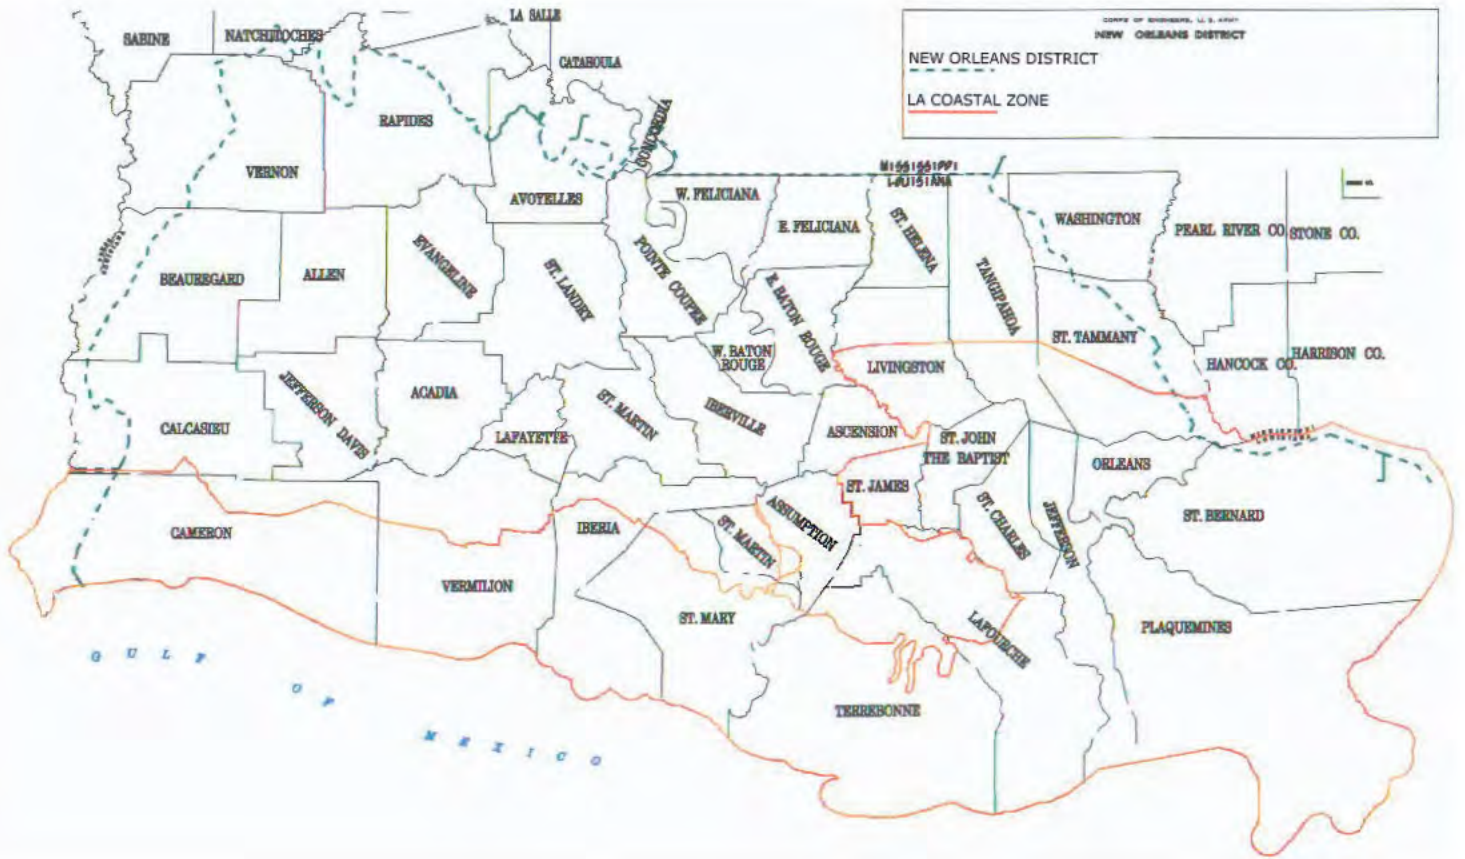 CORPS OF ENGINEERS, U. S. ARMY
NEW ORLEANS DISTRICT
NEW ORLEANS DISTRICT
LA COASTAL ZONE
LA SALLE
SABINE
NATCHITOCHES
CATAHOULA
CONCORDIA
RAPIDES
VERNON
AVOYELLES
W. FELICIANA
E. FELICIANA
ST. HELENA
MISSISSIPPI
LOUISIANA
WASHINGTON
PEARL RIVER CO.
STONE CO.
BEAUREGARD
ALLEN
EVANGELINE
ST. LANDRY
POINTE COUPEE
E. BATON ROUGE
TANGIPAHOA
ST. TAMMANY
HANCOCK CO.
HARRISON CO.
W. BATON
ROUGE
LIVINGSTON
JEFFERSON DAVIS
ACADIA
CALCASIEU
LAFAYETTE
ST. MARTIN
IBERVILLE
ASCENSION
ST. JOHN
THE BAPTIST
ORLEANS
ST. JAMES
ST. BERNARD
CAMERON
IBERIA
ST. MARTIN
ASSUMPTION
ST. CHARLES
JEFFERSON
VERMILION
ST. MARY
LAFOURCHE
PLAQUEMINES
TERREBONNE
GULF
OF
MEXICO